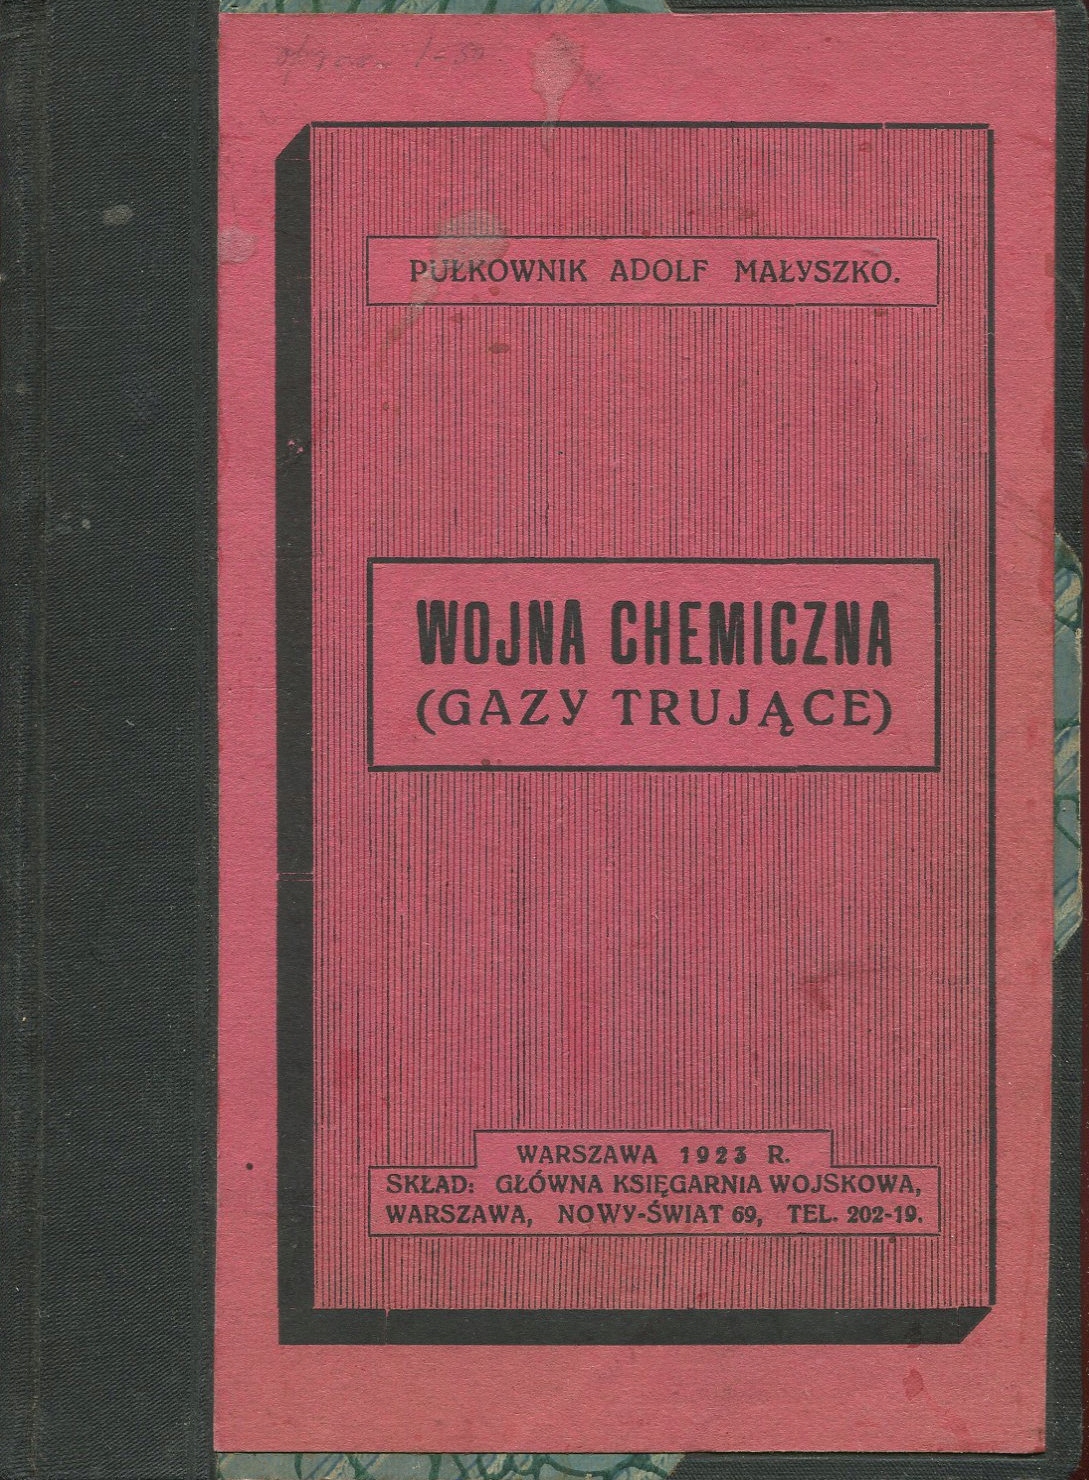 PUŁKOWNIK ADOLF MAŁYSZKO.
WOJNA CHEMICZNA
(GAZY TRUJĄCE)
WARSZAWA 1923 R.
SKŁAD: GŁÓWNA KSIĘGARNIA WOJSKOWA,
WARSZAWA, NOWY-ŚWIAT 69, TEL. 202-19.